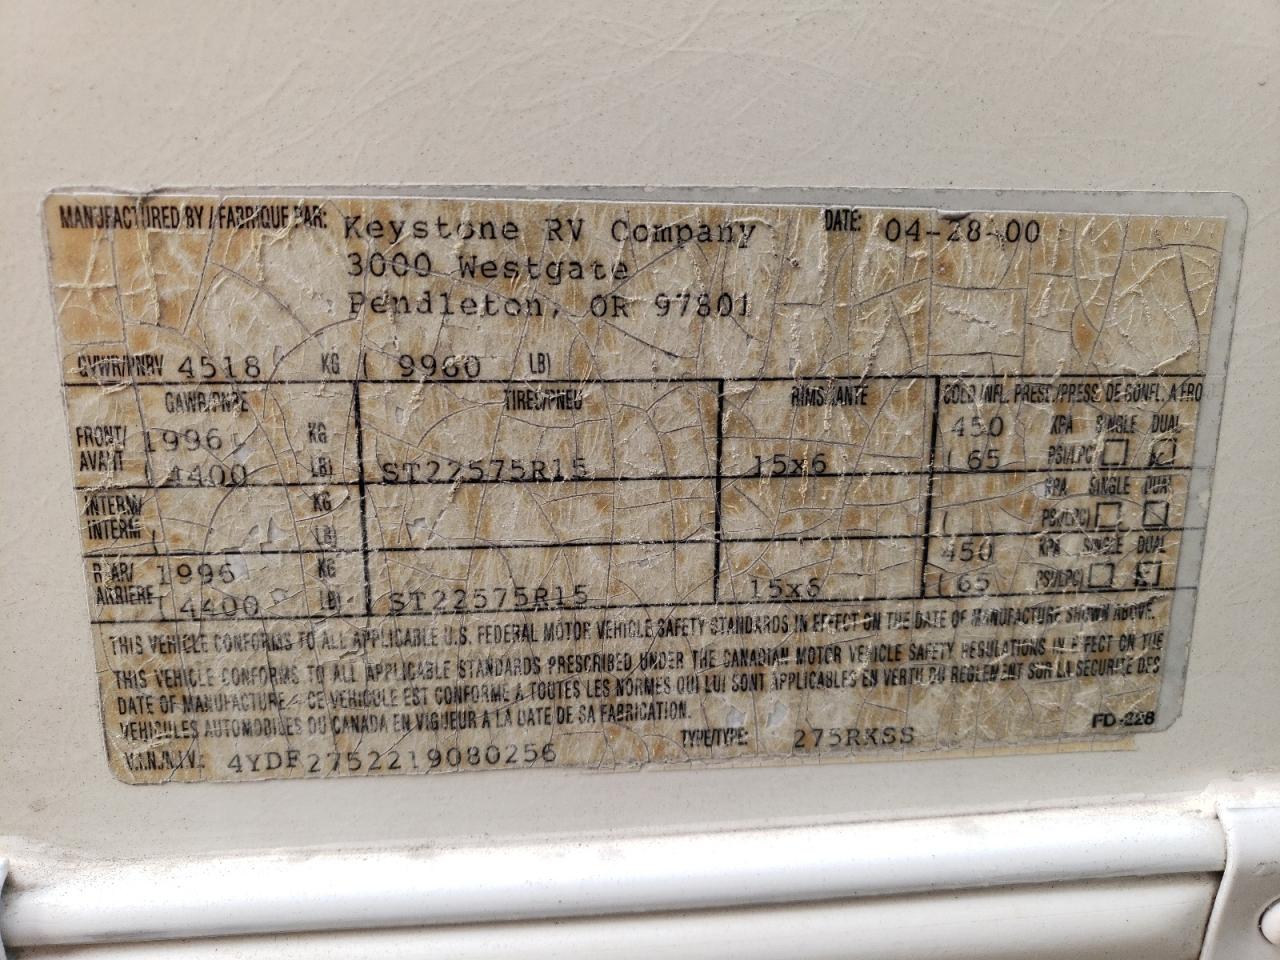 MANUFACTURED BY / FABRIQUE PAR: Keystone RV Company DATE: 04-28-00
3000 Westgate
Pendleton, OR 97801
GVWR/PNBV 4518 KG ( 9960 LB)
GAWR/PNPE TIRES/PNEU RIMS/JANTE COLD INFL. PRESS./PRESS. DE GONFL. A FRO
FRONT/ 1996 KG 450 KPA SINGLE DUAL
AVANT ( 4400 LB) ST22575R15 15x6 ( 65 PSI/LPC)
INTERM/ KG KPA SINGLE DUAL
INTERM ( LB) ( PSI/LPC)
REAR/ 1996 KG 450 KPA SINGLE DUAL
ARRIERE ( 4400 LB) ST22575R15 15x6 ( 65 PSI/LPC)
THIS VEHICLE CONFORMS TO ALL APPLICABLE U.S. FEDERAL MOTOR VEHICLE SAFETY STANDARDS IN EFFECT ON THE DATE OF MANUFACTURE SHOWN ABOVE.
THIS VEHICLE CONFORMS TO ALL APPLICABLE STANDARDS PRESCRIBED UNDER THE CANADIAN MOTOR VEHICLE SAFETY REGULATIONS IN EFFECT ON THE
DATE OF MANUFACTURE - CE VEHICULE EST CONFORME A TOUTES LES NORMES QUI LUI SONT APPLICABLES EN VERTU DU REGLEMENT SUR LA SECURITE DES
VEHICULES AUTOMOBILES DU CANADA EN VIGUEUR A LA DATE DE SA FABRICATION. FD-228
V.I.N./N.I.V.: 4YDF2752219080256 TYPE/TYPE: 275RKSS